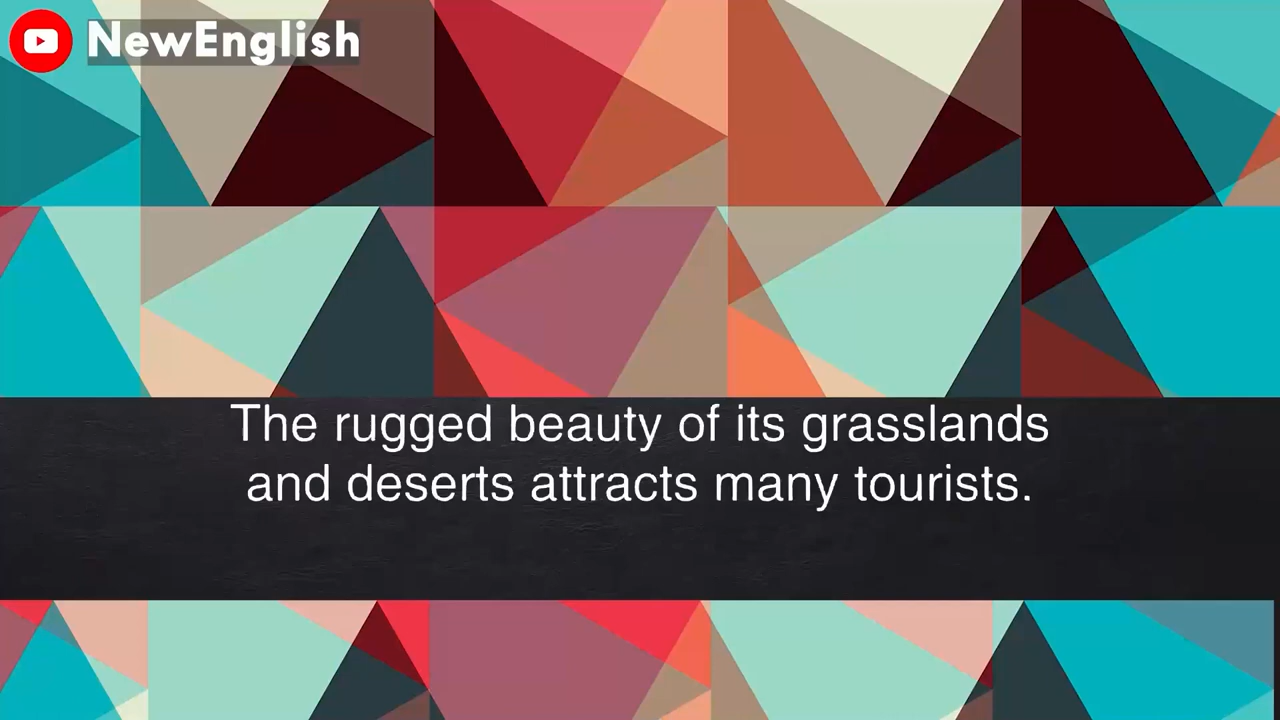 NewEnglish
The rugged beauty of its grasslands
and deserts attracts many tourists.